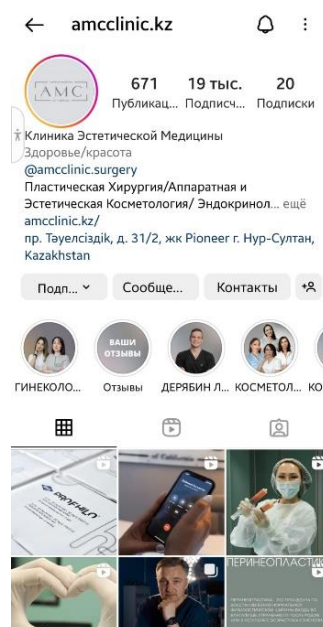 amcclinic.kz
AMC
671 19 тыс. 20
Публикац... Подписч... Подписки
Клиника Эстетической Медицины
Здоровье/красота
@amcclinic.surgery
Пластическая Хирургия/Аппаратная и
Эстетическая Косметология/ Эндокринол... ещё
amcclinic.kz/
пр. Тәуелсіздік, д. 31/2, жк Pioneer г. Нур-Султан,
Kazakhstan
Подп... Сообще... Контакты
ВАШИ
ОТЗЫВЫ
ГИНЕКОЛО... Отзывы ДЕРЯБИН Л... КОСМЕТОЛ... КО
PROFHILO
ПЕРИНЕОПЛАСТИК